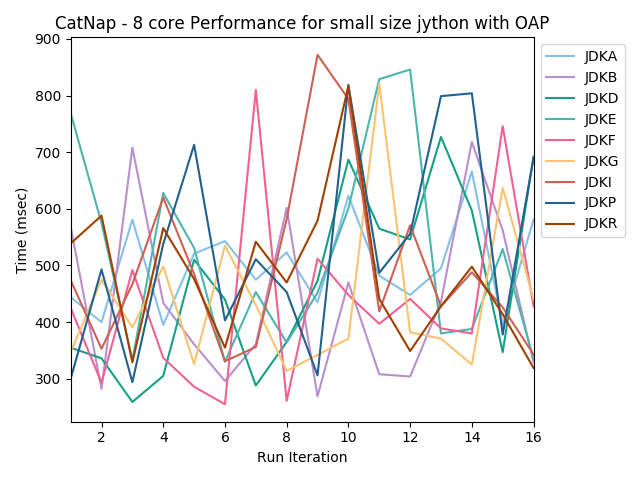 CatNap - 8 core Performance for small size jython with OAP
Time (msec)
900
800
700
600
500
400
300
2
4
6
8
10
12
14
16
Run Iteration
JDKA
JDKB
JDKD
JDKE
JDKF
JDKG
JDKI
JDKP
JDKR